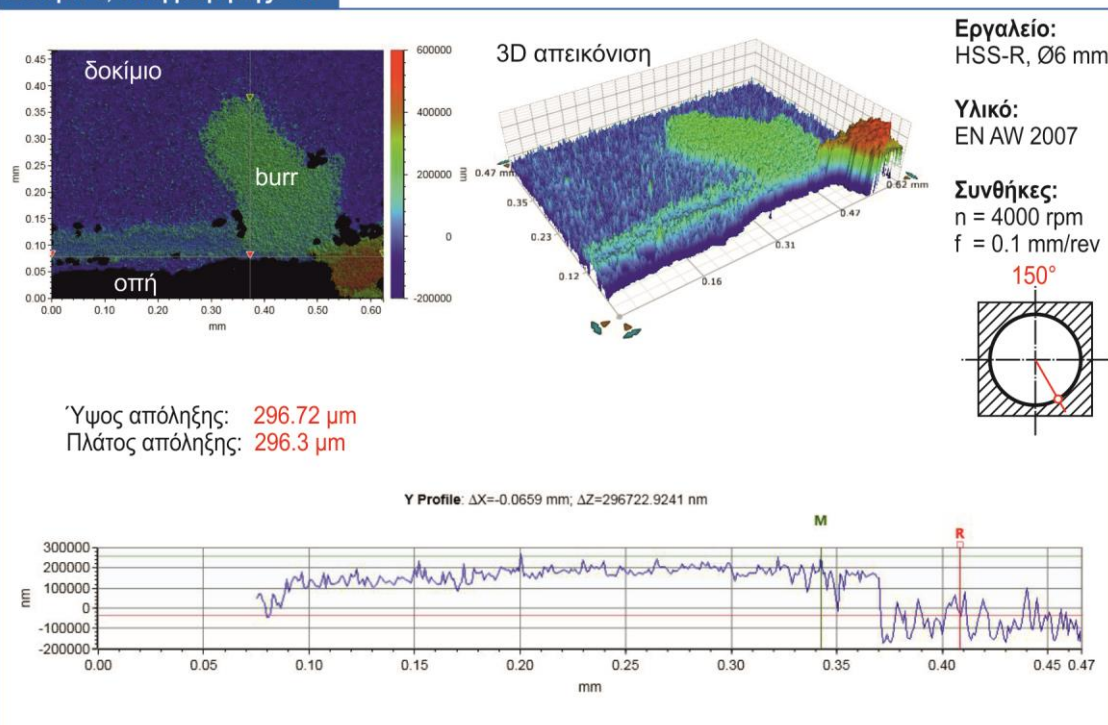 δοκίμιο
burr
οπή
0.45
0.40
0.35
0.30
0.25
0.20
0.15
0.10
0.05
0.00
mm
0.00 0.10 0.20 0.30 0.40 0.50 0.60
mm
600000
400000
200000
0
-200000
nm
3D απεικόνιση
0.47 mm
0.35
0.23
0.12
0.16
0.31
0.47
0.62 mm
Εργαλείο:
HSS-R, Ø6 mm
Υλικό:
EN AW 2007
Συνθήκες:
n = 4000 rpm
f = 0.1 mm/rev
150°
Ύψος απόληξης: 296.72 μm
Πλάτος απόληξης: 296.3 μm
Y Profile: ΔX=-0.0659 mm; ΔZ=296722.9241 nm
M
R
300000
200000
100000
0
-100000
-200000
nm
0.00 0.05 0.10 0.15 0.20 0.25 0.30 0.35 0.40 0.45 0.47
mm